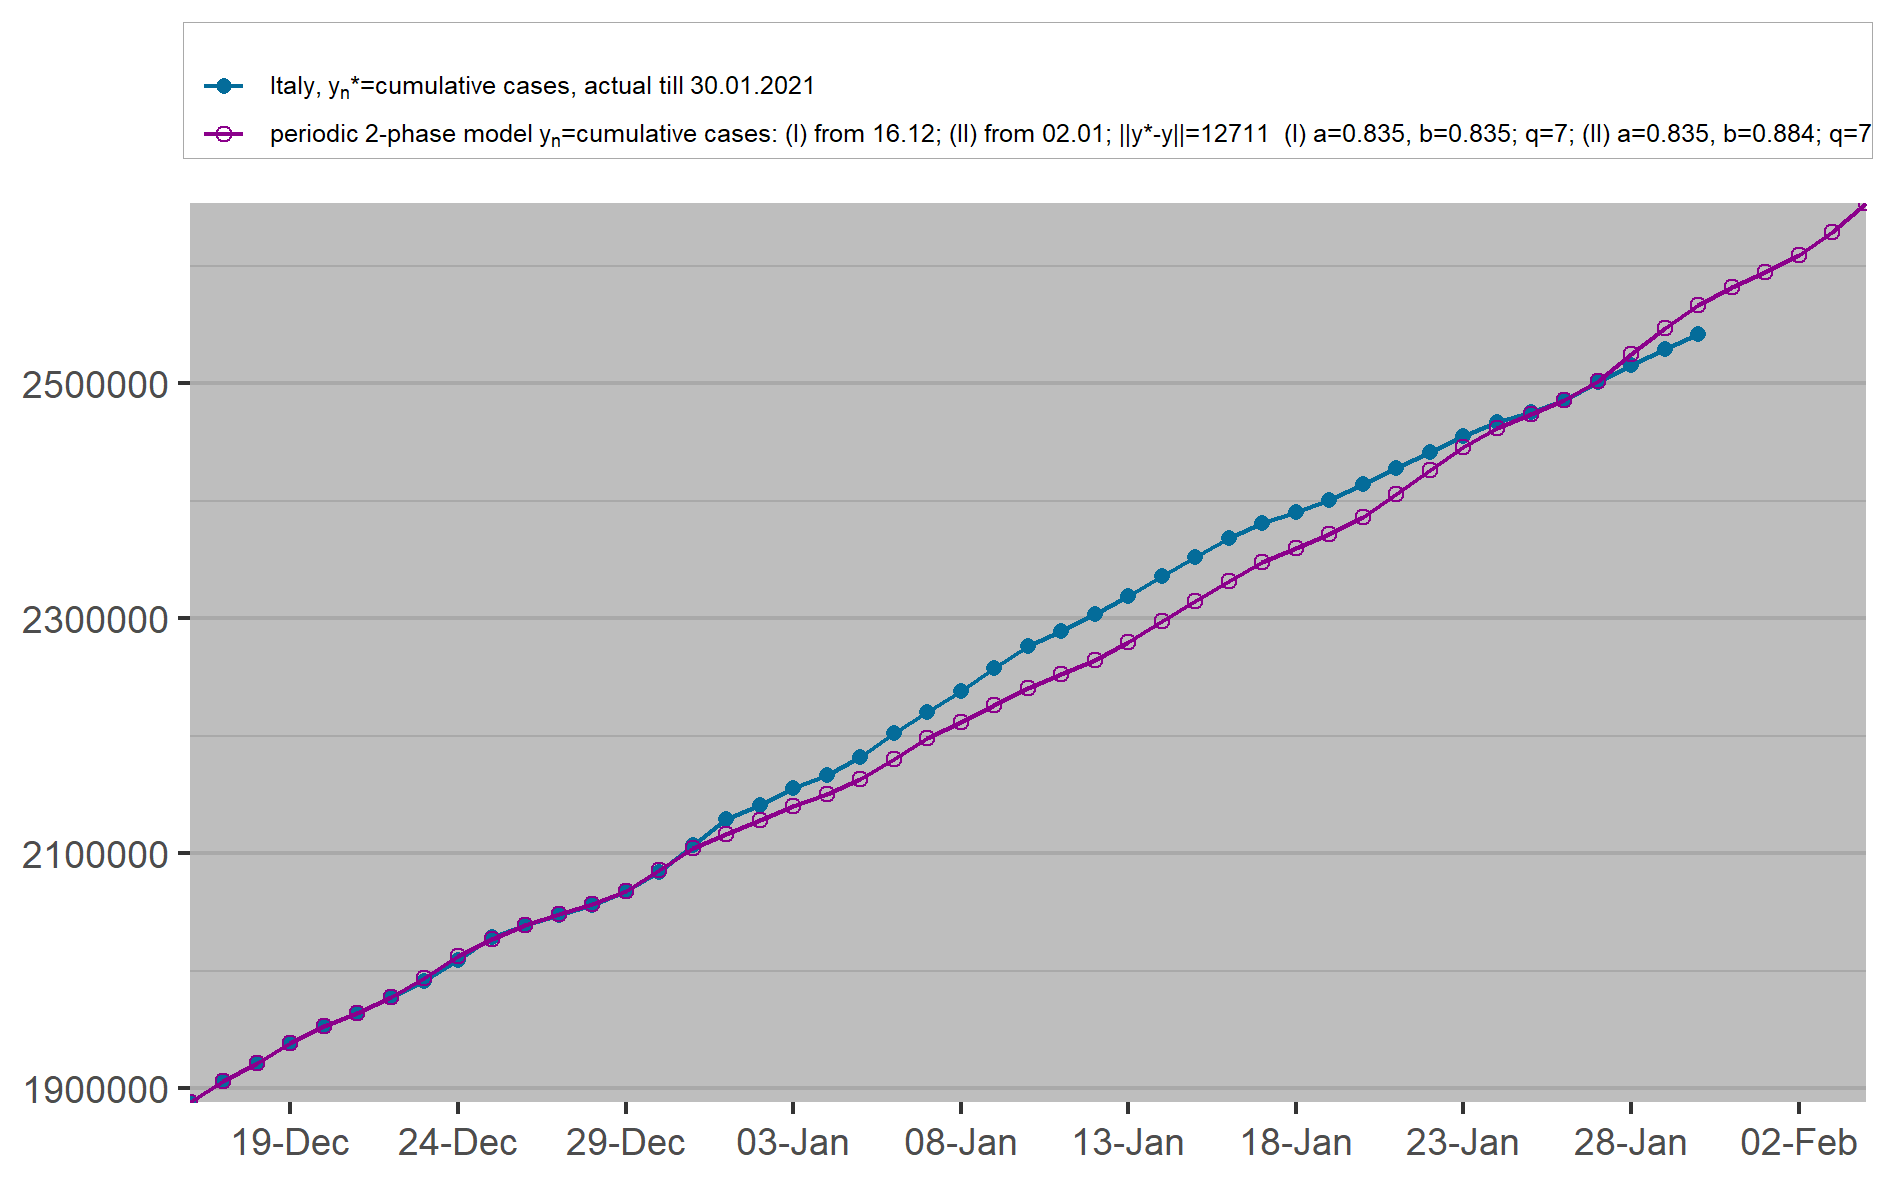 Italy, yn*=cumulative cases, actual till 30.01.2021
periodic 2-phase model yn=cumulative cases: (I) from 16.12; (II) from 02.01; ||y*-y||=12711  (I) a=0.835, b=0.835; q=7; (II) a=0.835, b=0.884; q=7
2500000
2300000
2100000
1900000
19-Dec 24-Dec 29-Dec 03-Jan 08-Jan 13-Jan 18-Jan 23-Jan 28-Jan 02-Feb